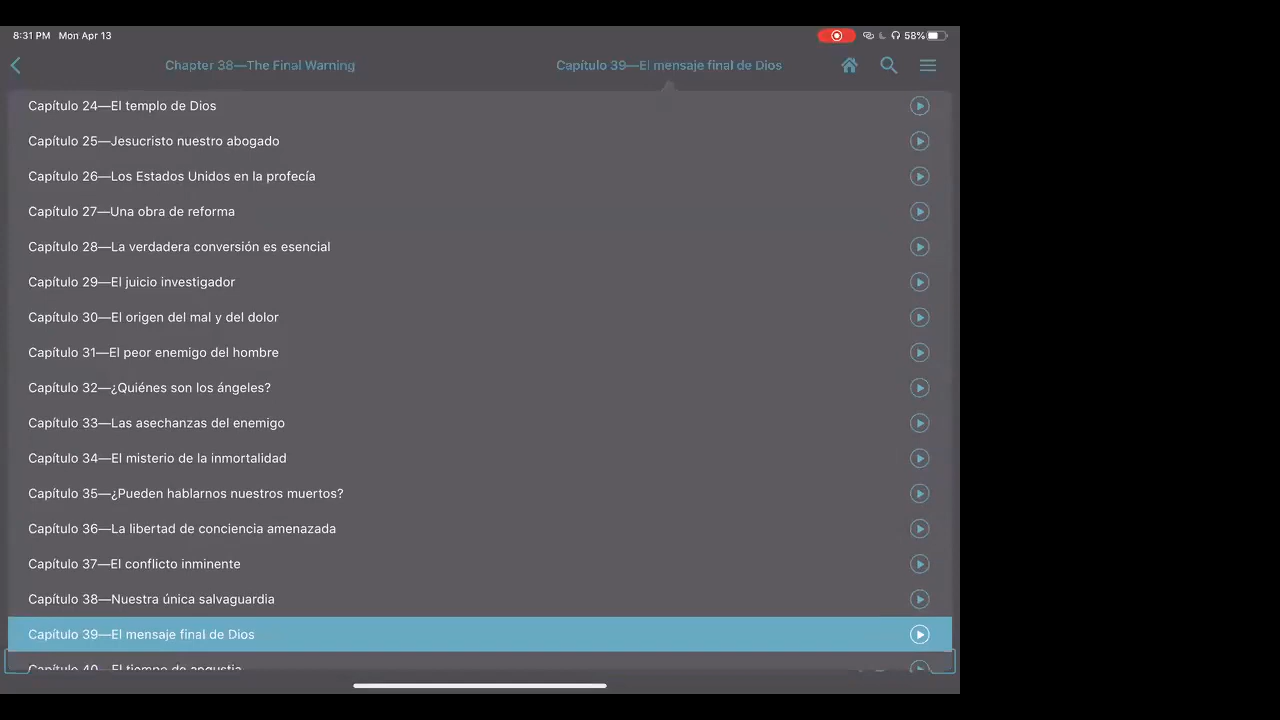 8:31 PM Mon Apr 13
58%
Chapter 38—The Final Warning
Capítulo 39—El mensaje final de Dios
Capítulo 24—El templo de Dios
Capítulo 25—Jesucristo nuestro abogado
Capítulo 26—Los Estados Unidos en la profecía
Capítulo 27—Una obra de reforma
Capítulo 28—La verdadera conversión es esencial
Capítulo 29—El juicio investigador
Capítulo 30—El origen del mal y del dolor
Capítulo 31—El peor enemigo del hombre
Capítulo 32—¿Quiénes son los ángeles?
Capítulo 33—Las asechanzas del enemigo
Capítulo 34—El misterio de la inmortalidad
Capítulo 35—¿Pueden hablarnos nuestros muertos?
Capítulo 36—La libertad de conciencia amenazada
Capítulo 37—El conflicto inminente
Capítulo 38—Nuestra única salvaguardia
Capítulo 39—El mensaje final de Dios
Capítulo 40—El tiempo de angustia